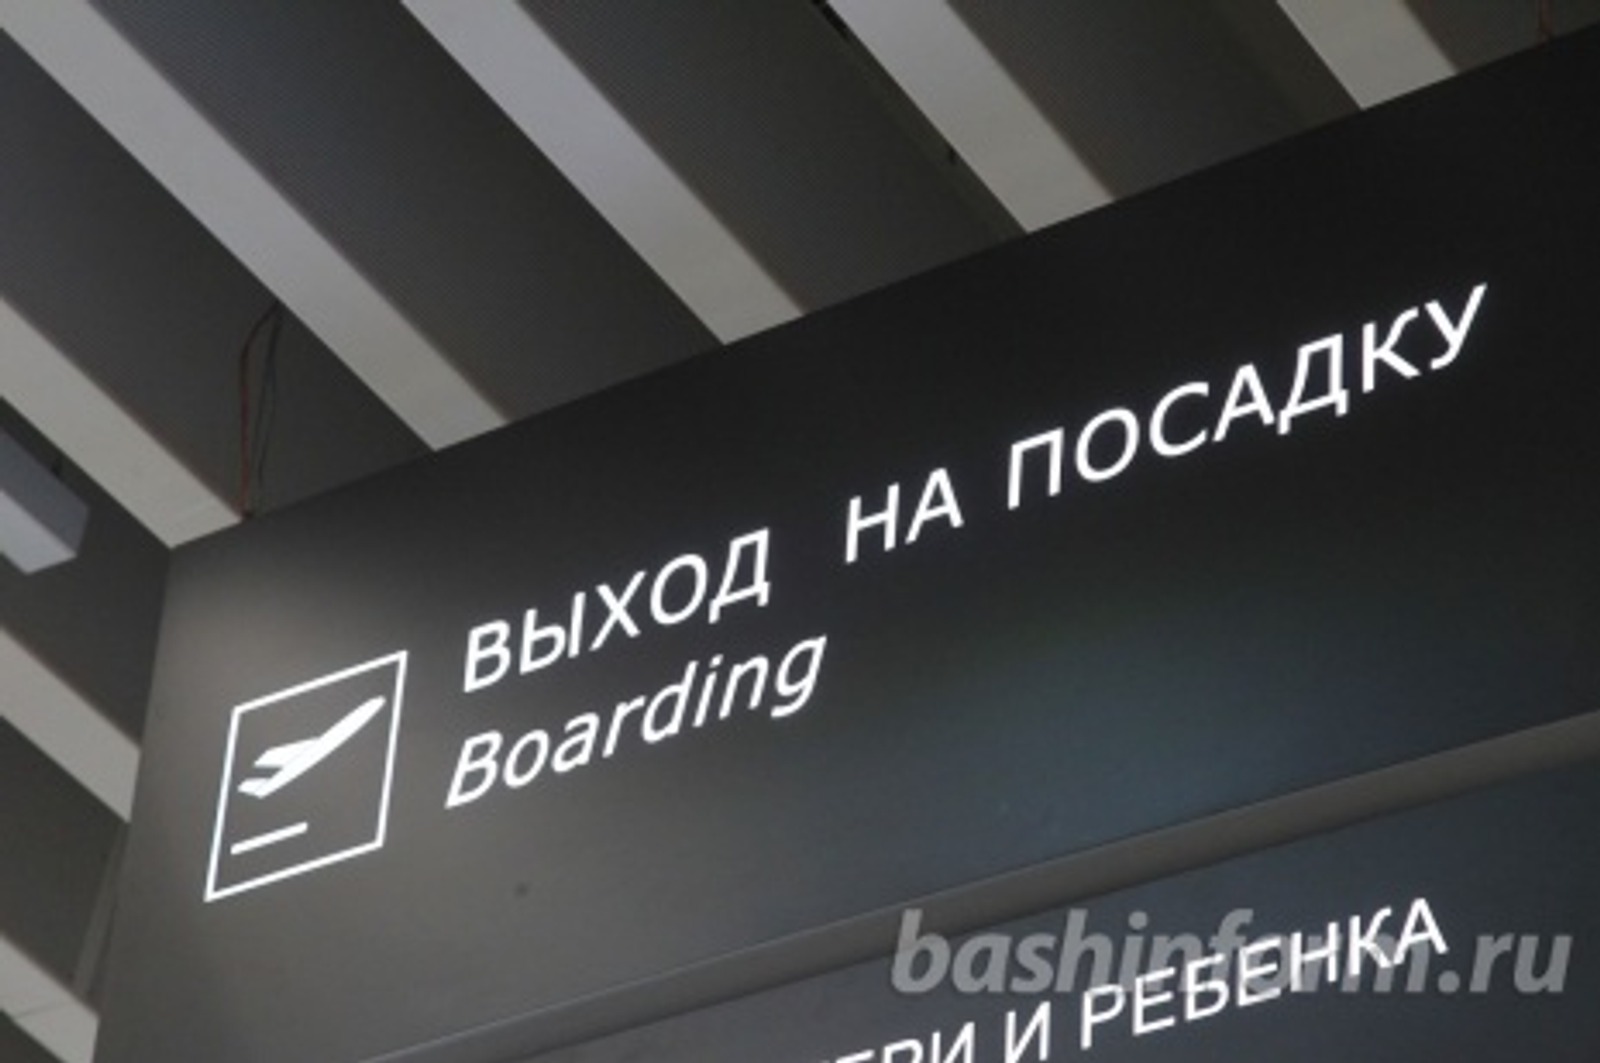 ВЫХОД НА ПОСАДКУ
Boarding
И РЕБЕНКА
bashinform.ru